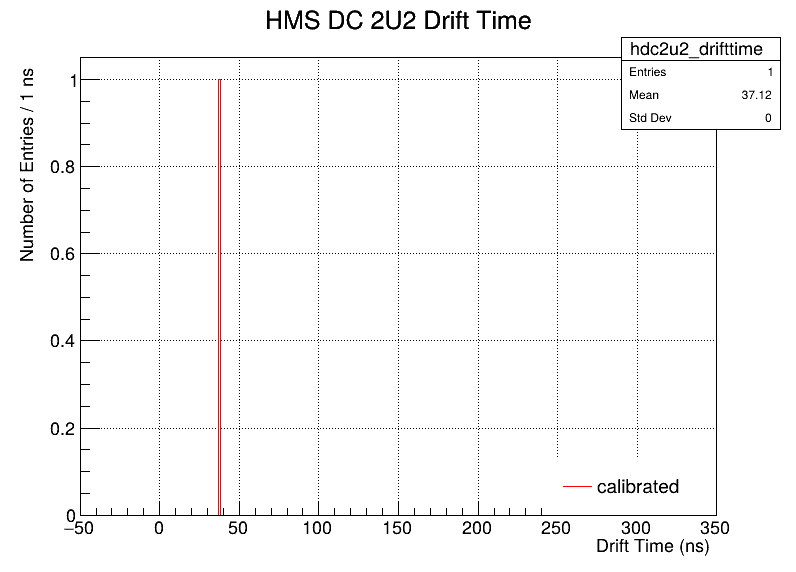 HMS DC 2U2 Drift Time
hdc2u2_drifttime
Entries 1
Mean 37.12
Std Dev 0
Number of Entries / 1 ns
1
0.8
0.6
0.4
0.2
0
−50 0 50 100 150 200 250 300 350
Drift Time (ns)
calibrated